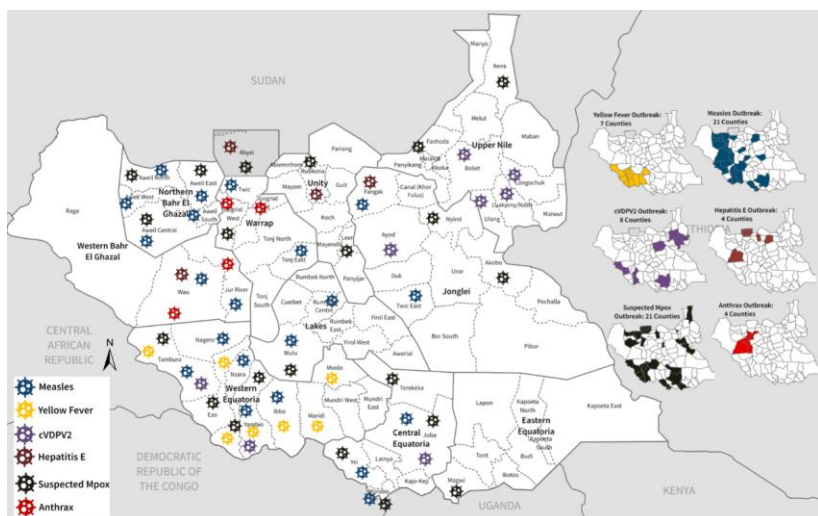 SUDAN
Manyo
Renk
Melut
Maban
Fashoda
Upper Nile
Panyikang
Malakal
Akoka
Baliet
Longochuk
Luakpiny/Nasir
Maiwut
Ulang
Pariang
Abiemnhom
Rubkona
Unity
Guit
Mayom
Koch
Leer
Mayendit
Panyijiar
Abyei
Twic
Gogrial
West
Warrap
Tonj North
Tonj East
Tonj
South
Aweil North
Aweil East
Northern
Bahr El
Ghazal
Aweil West
Aweil
South
Aweil Central
Raga
Western Bahr
El Ghazal
Wau
Jur River
Fangak
Canal (Khor
Fulus)
Nyirol
Ayod
Duk
Uror
Akobo
Jonglei
Twic East
Pochalla
Bor South
Pibor
Rumbek North
Cueibet
Rumbek
Centre
Rumbek
East
Lakes
Wulu
Yirol East
Yirol West
Awerial
CENTRAL
AFRICAN
REPUBLIC
N
Nagero
Tambura
Nzara
Western
Equatoria
Ezo
Yambio
Ibba
Maridi
Mvolo
Mundri West
Mundri
East
Terekeka
Central
Equatoria
Juba
Yei
Lainya
Kajo-Keji
Magwi
Lapon
Kapoeta
North
Eastern
Equatoria
Kapoeta
South
Kapoeta East
Torit
Budi
Ikotos
DEMOCRATIC
REPUBLIC OF
THE CONGO
UGANDA
KENYA
ETHIOPIA
Measles
Yellow Fever
cVDPV2
Hepatitis E
Suspected Mpox
Anthrax
Yellow Fever Outbreak:
7 Counties
Measles Outbreak:
21 Counties
cVDPV2 Outbreak:
8 Counties
Hepatitis E Outbreak:
4 Counties
Suspected Mpox
Outbreak: 21 Counties
Anthrax Outbreak:
4 Counties